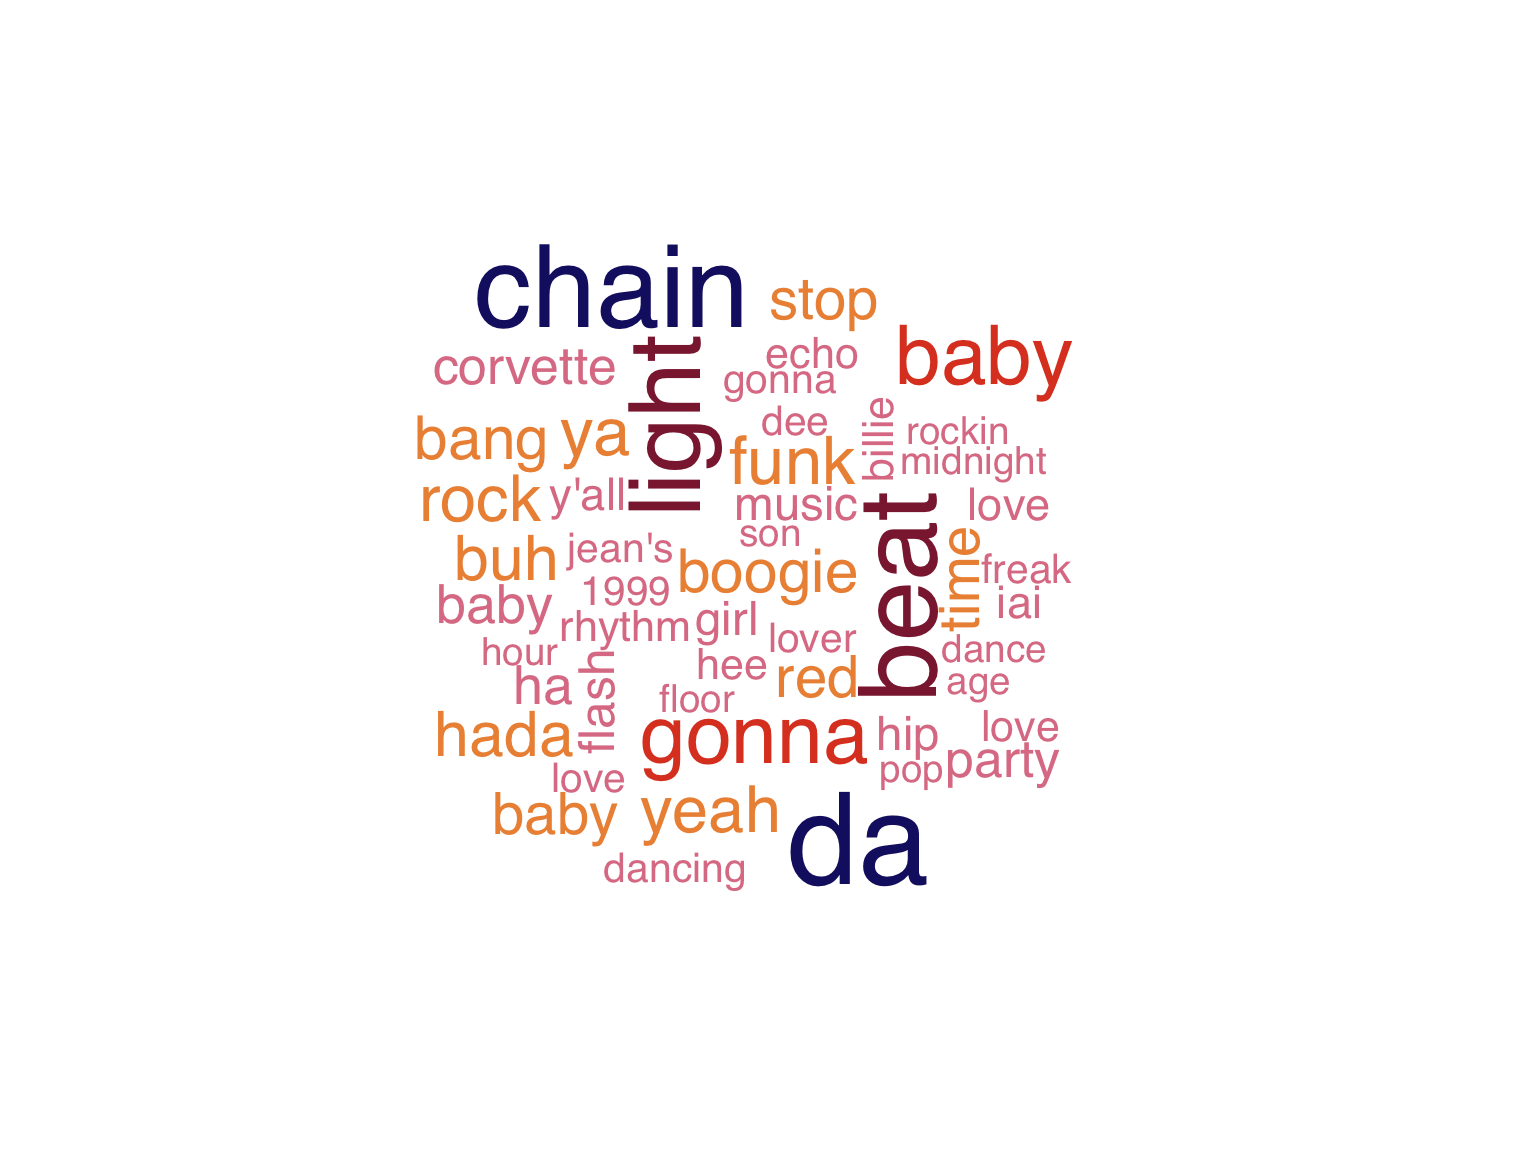 chain
stop
baby
corvette
light
echo
gonna
bang
ya
dee
funk
billie
rockin
midnight
rock
y'all
music
beat
love
son
buh
jean's
boogie
time
freak
baby
1999
iai
rhythm
girl
lover
hour
hee
dance
ha
flash
red
age
floor
hada
gonna
hip
love
pop
party
love
baby
yeah
da
dancing